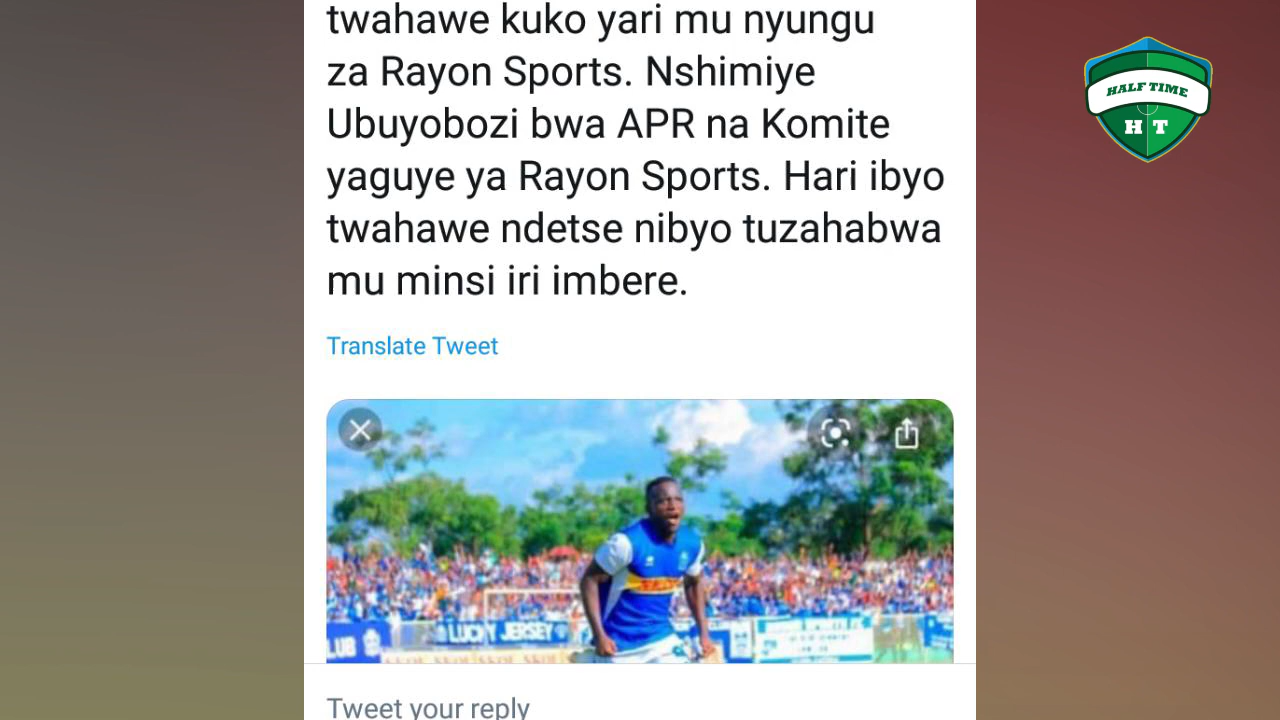 twahawe kuko yari mu nyungu
za Rayon Sports. Nshimiye
Ubuyobozi bwa APR na Komite
yaguye ya Rayon Sports. Hari ibyo
twahawe ndetse nibyo tuzahabwa
mu minsi iri imbere.
Translate Tweet
HALF TIME
H T
LUB
LUCKY JERSEY
Tweet your reply